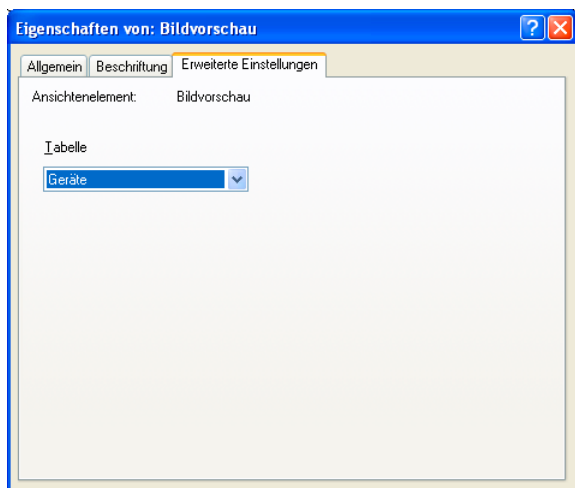 Eigenschaften von: Bildvorschau
Allgemein Beschriftung Erweiterte Einstellungen
Ansichtenelement: Bildvorschau
Tabelle
Geräte